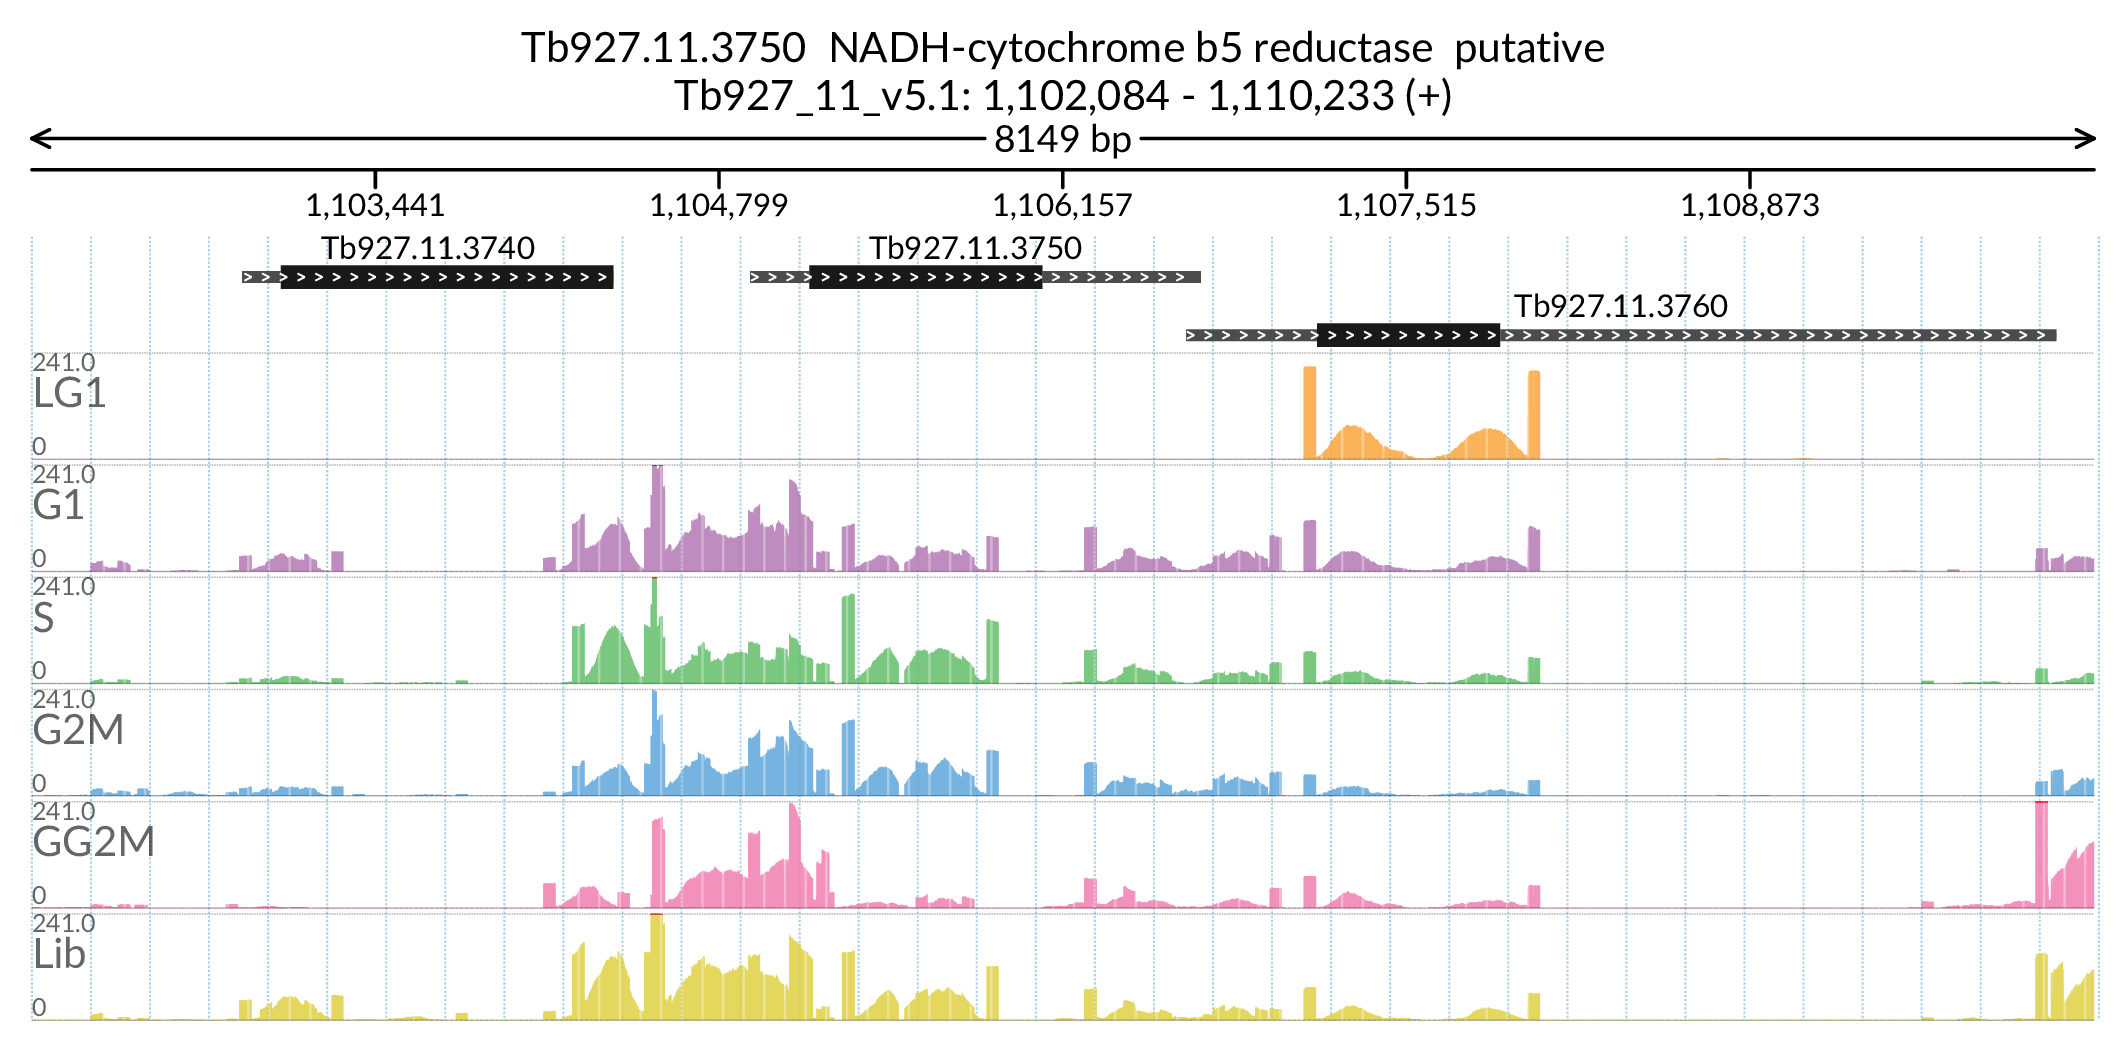 Tb927.11.3750 NADH-cytochrome b5 reductase putative
Tb927_11_v5.1: 1,102,084 - 1,110,233 (+)
8149 bp
1,103,441 1,104,799 1,106,157 1,107,515 1,108,873
Tb927.11.3740 Tb927.11.3750
Tb927.11.3760
241.0
LG1
0
241.0
G1
0
241.0
S
0
241.0
G2M
0
241.0
GG2M
0
241.0
Lib
0